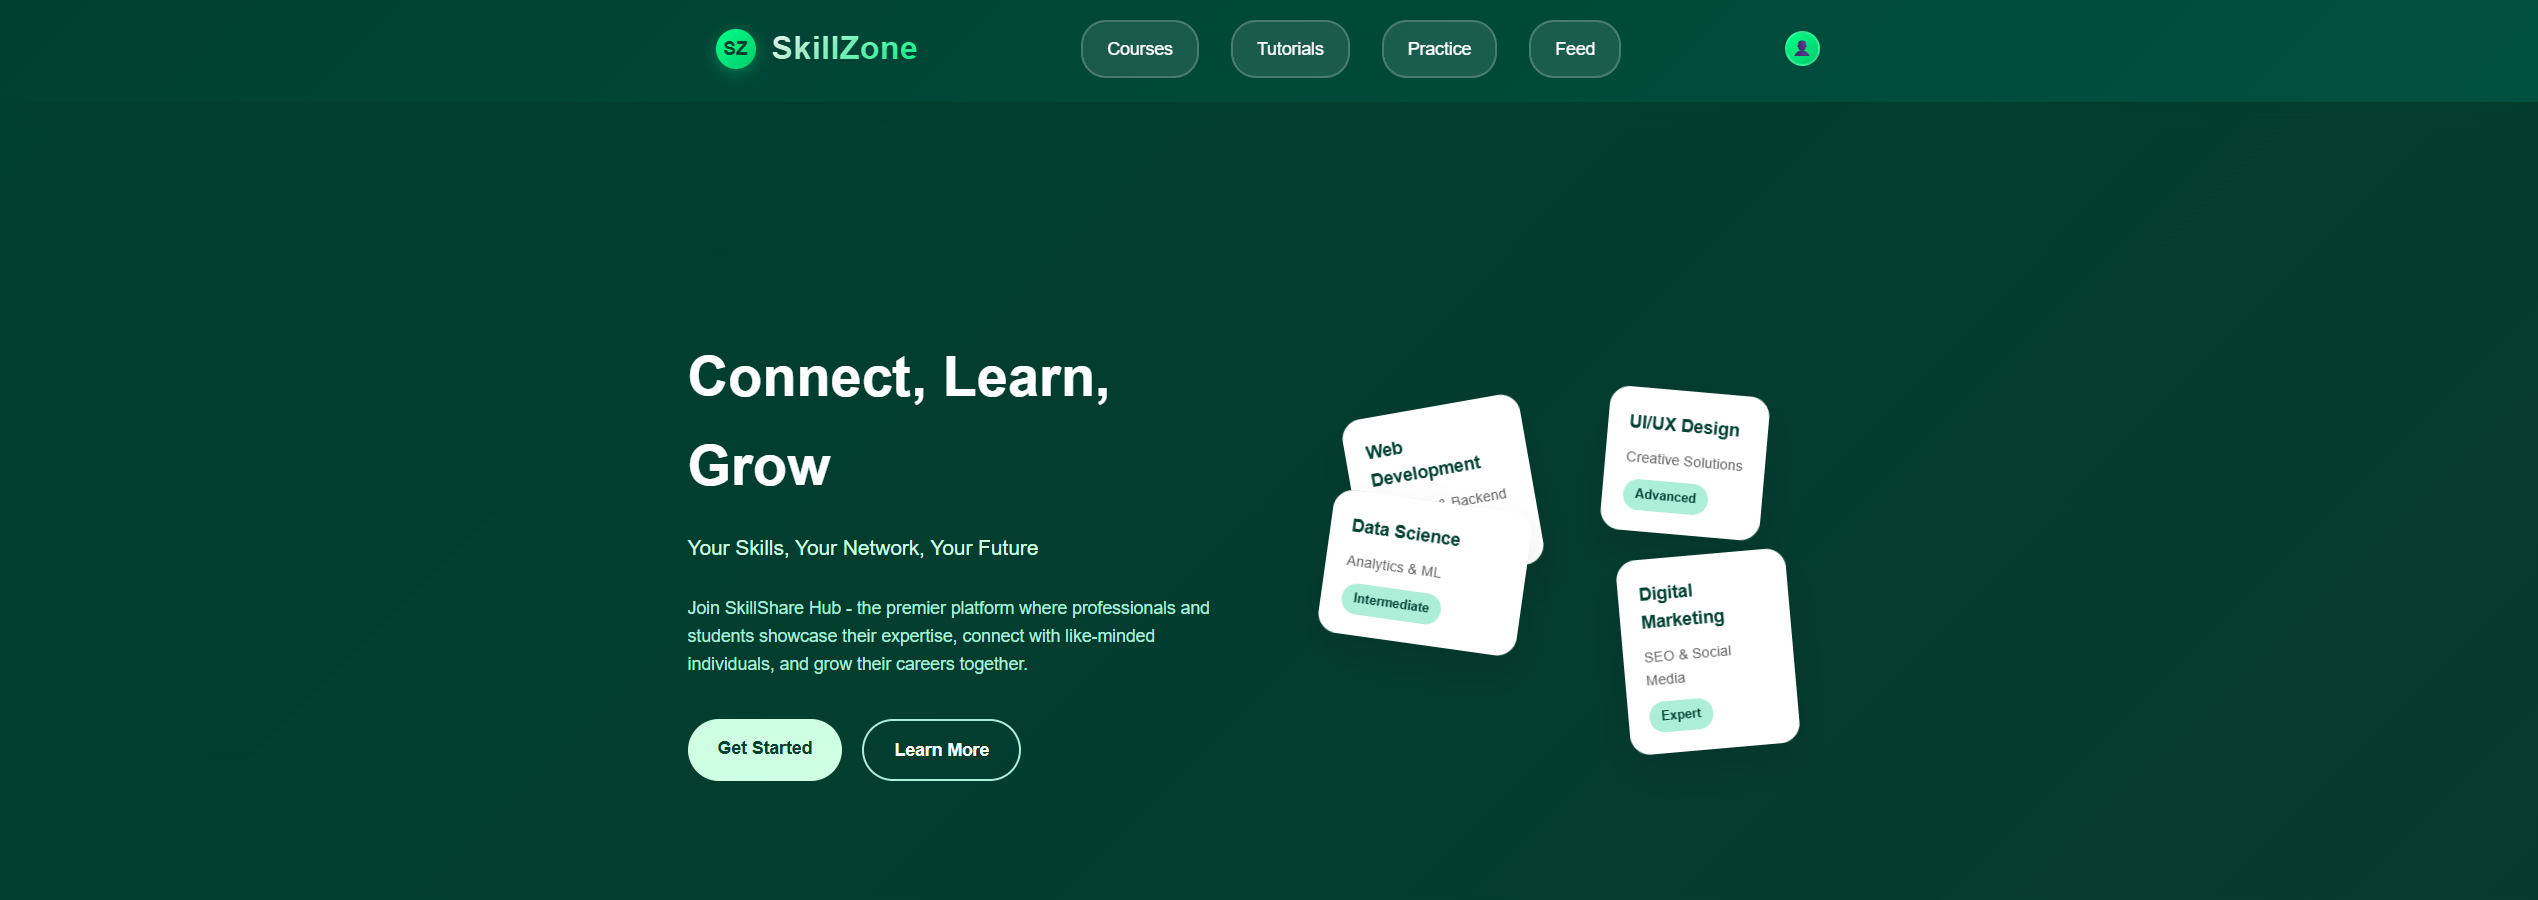 SZ SkillZone
Courses
Tutorials
Practice
Feed
Connect, Learn,
Grow
Your Skills, Your Network, Your Future
Join SkillShare Hub - the premier platform where professionals and
students showcase their expertise, connect with like-minded
individuals, and grow their careers together.
Get Started
Learn More
Web
Development
& Backend
Data Science
Analytics & ML
Intermediate
UI/UX Design
Creative Solutions
Advanced
Digital
Marketing
SEO & Social
Media
Expert